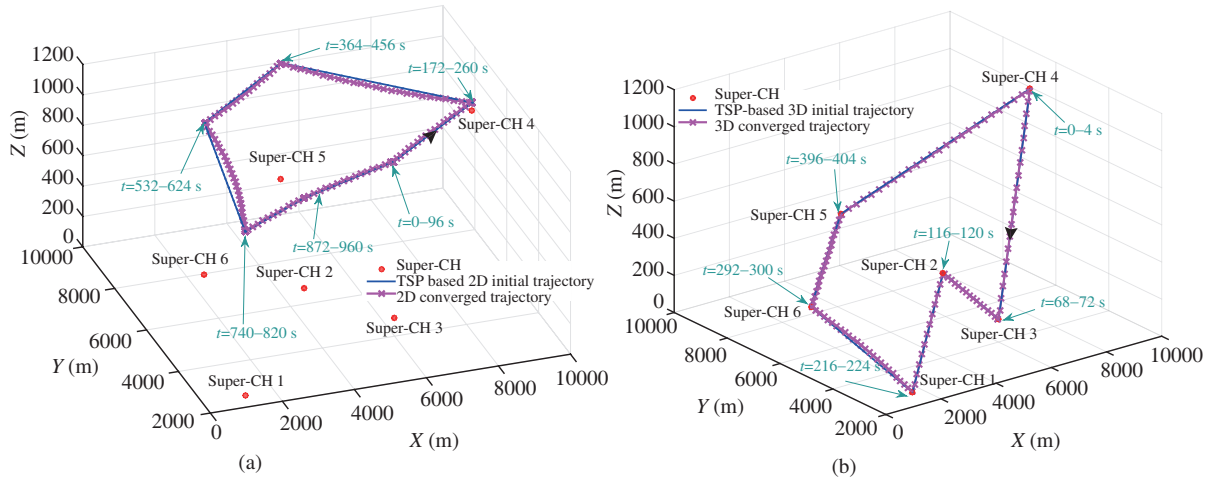 1200
1000
800
600
400
200
0
Z (m)
10000
8000
6000
4000
2000
Y (m)
0
2000
4000
6000
8000
10000
X (m)
t=364–456 s
t=172–260 s
Super-CH 4
Super-CH 5
t=532–624 s
t=0–96 s
t=872–960 s
Super-CH 6
Super-CH 2
Super-CH
TSP based 2D initial trajectory
2D converged trajectory
Super-CH 3
t=740–820 s
Super-CH 1
(a)
1200
1000
800
600
400
200
0
Z (m)
10000
8000
6000
4000
2000
Y (m)
0
2000
4000
6000
8000
10000
X (m)
Super-CH 4
Super-CH
TSP-based 3D initial trajectory
3D converged trajectory
t=0–4 s
t=396–404 s
Super-CH 5
t=116–120 s
Super-CH 2
t=292–300 s
Super-CH 6
t=68–72 s
Super-CH 3
t=216–224 s
Super-CH 1
(b)